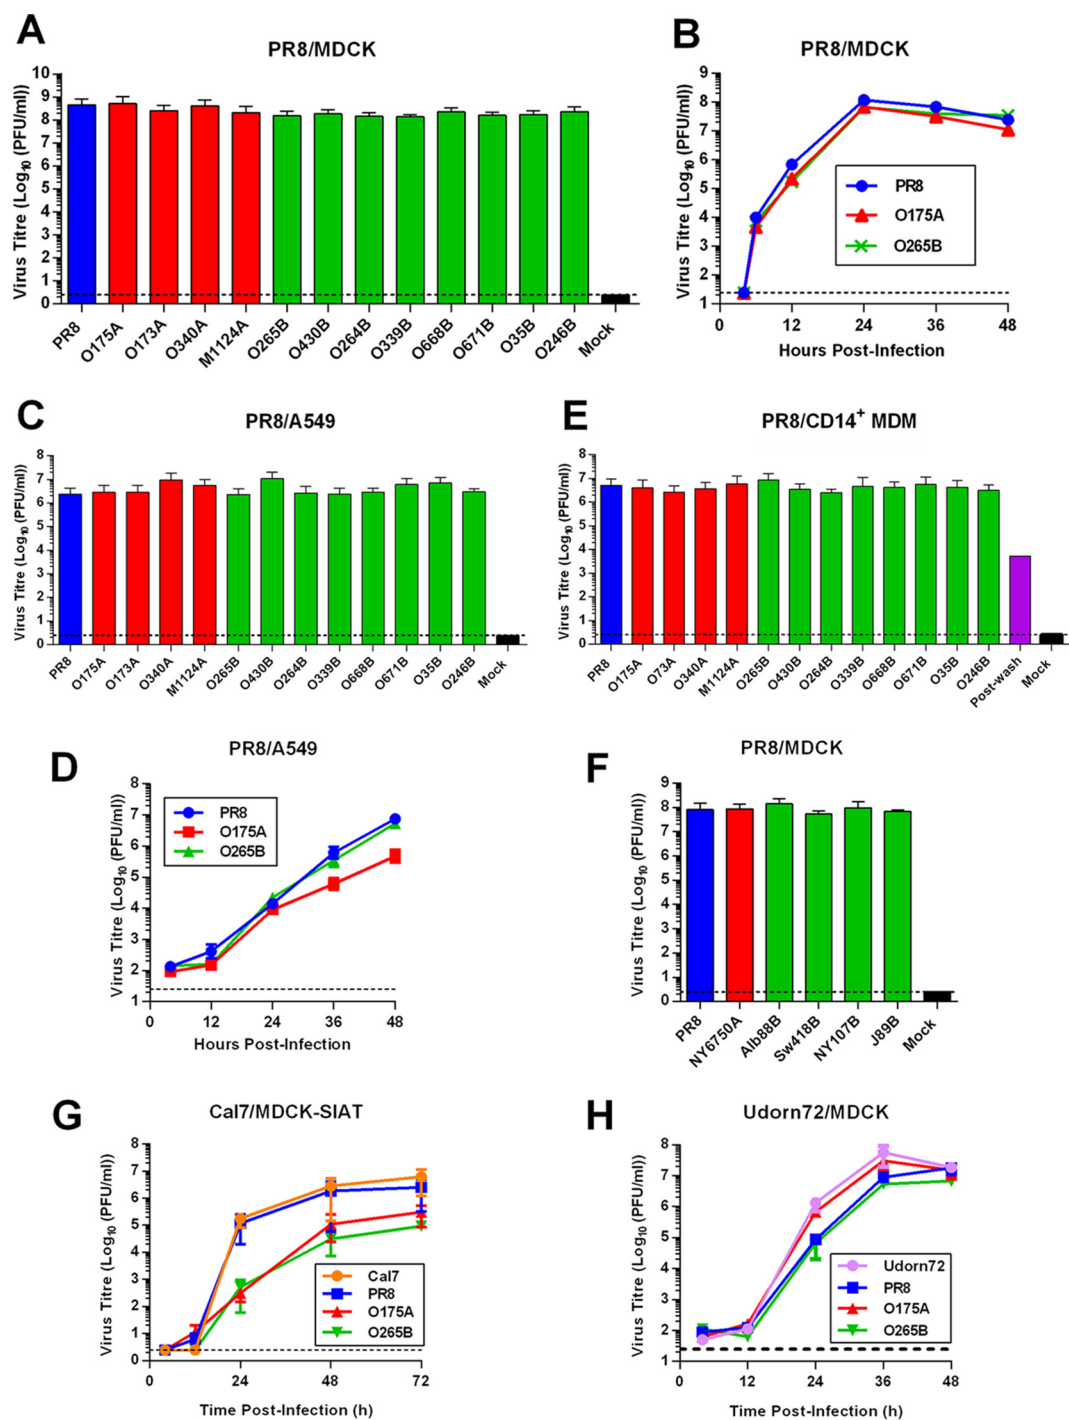 A
PR8/MDCK
Virus Titre (Log10 (PFU/ml))
10
9
8
7
6
5
4
3
2
1
0
PR8
O175A
O173A
O340A
M1124A
O265B
O430B
O264B
O339B
O668B
O671B
O35B
O246B
Mock
B
PR8/MDCK
Virus Titre (Log10 (PFU/ml))
9
8
7
6
5
4
3
2
1
PR8
O175A
O265B
0 12 24 36 48
Hours Post-Infection
C
PR8/A549
Virus Titre (Log10 (PFU/ml))
8
7
6
5
4
3
2
1
0
PR8
O175A
O173A
O340A
M1124A
O265B
O430B
O264B
O339B
O668B
O671B
O35B
O246B
Mock
E
PR8/CD14+ MDM
Virus Titre (Log10 (PFU/ml))
8
7
6
5
4
3
2
1
0
PR8
O175A
O73A
O340A
M1124A
O265B
O430B
O264B
O339B
O668B
O671B
O35B
O246B
Post-wash
Mock
D
PR8/A549
Virus Titre (Log10 (PFU/ml))
8
7
6
5
4
3
2
1
PR8
O175A
O265B
0 12 24 36 48
Hours Post-Infection
F
PR8/MDCK
Virus Titre (Log10 (PFU/ml))
9
8
7
6
5
4
3
2
1
0
PR8
NY6750A
Alb88B
Sw418B
NY107B
J89B
Mock
G
Cal7/MDCK-SIAT
Virus Titre (Log10 (PFU/ml))
8
7
6
5
4
3
2
1
0
Cal7
PR8
O175A
O265B
0 24 48 72
Time Post-Infection (h)
H
Udorn72/MDCK
Virus Titre (Log10 (PFU/ml))
8
7
6
5
4
3
2
1
Udorn72
PR8
O175A
O265B
0 12 24 36 48
Time Post-Infection (h)